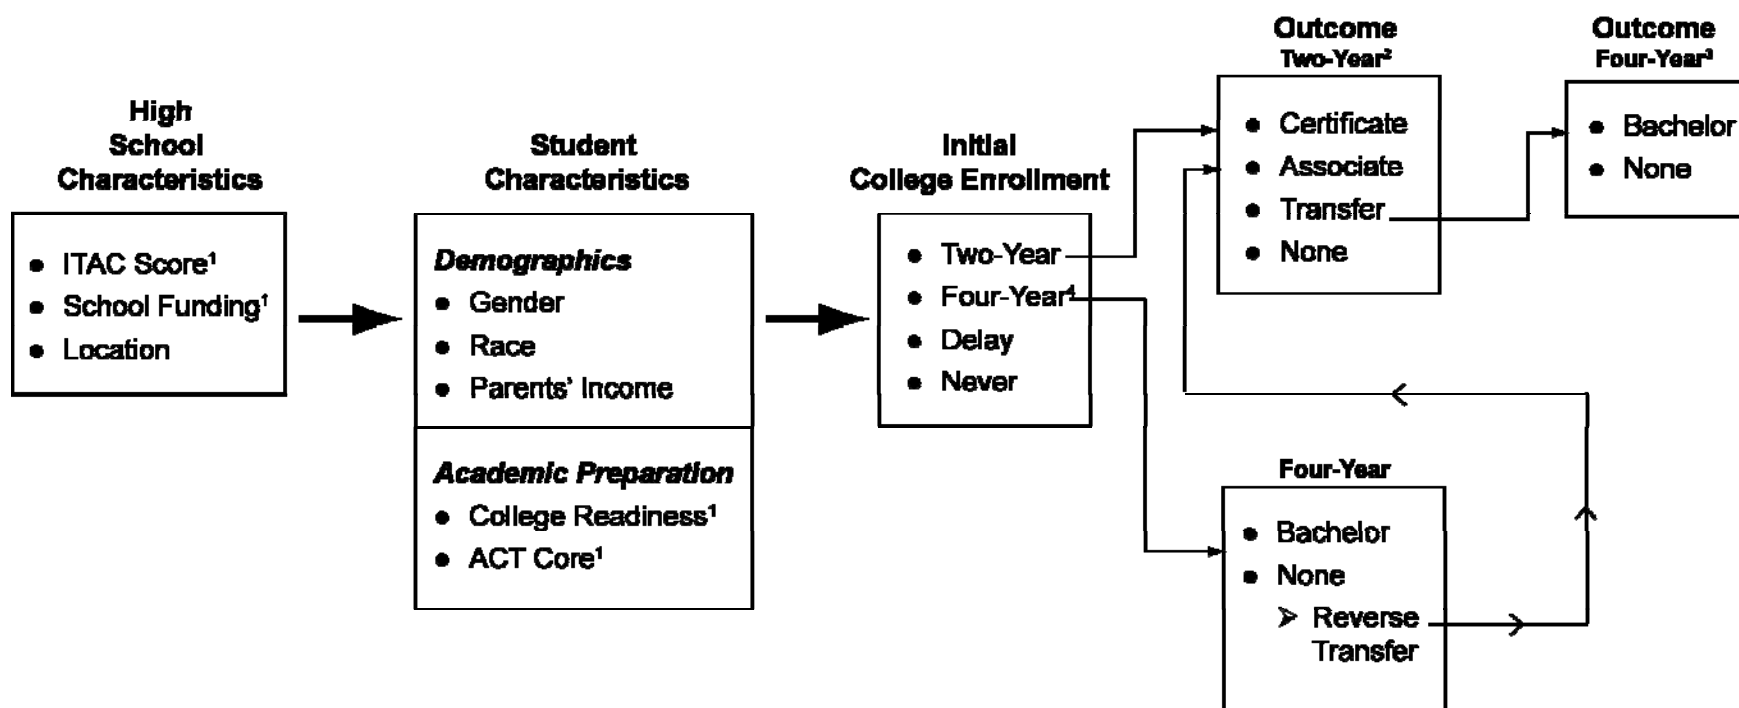 High
School
Characteristics
ITAC Score¹
School Funding¹
Location
Student
Characteristics
Demographics
Gender
Race
Parents' Income
Academic Preparation
College Readiness¹
ACT Core¹
Initial
College Enrollment
Two-Year
Four-Year⁴
Delay
Never
Outcome
Two-Year²
Certificate
Associate
Transfer
None
Outcome
Four-Year³
Bachelor
None
Four-Year
Bachelor
None
Reverse
Transfer